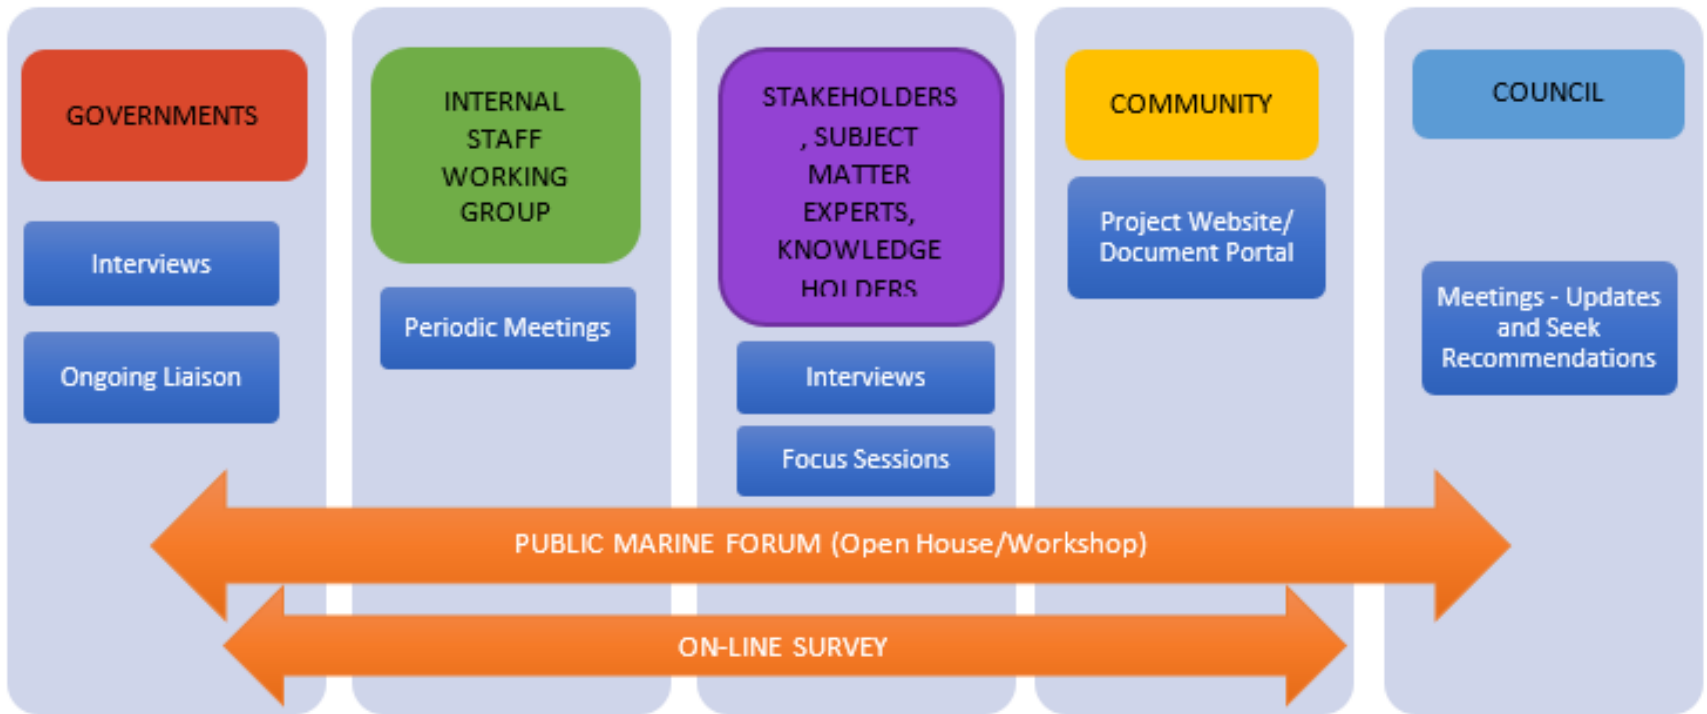 GOVERNMENTS
Interviews
Ongoing Liaison
INTERNAL
STAFF
WORKING
GROUP
Periodic Meetings
STAKEHOLDERS
, SUBJECT
MATTER
EXPERTS,
KNOWLEDGE
HOLDERS
Interviews
Focus Sessions
COMMUNITY
Project Website/
Document Portal
COUNCIL
Meetings - Updates
and Seek
Recommendations
PUBLIC MARINE FORUM (Open House/Workshop)
ON-LINE SURVEY